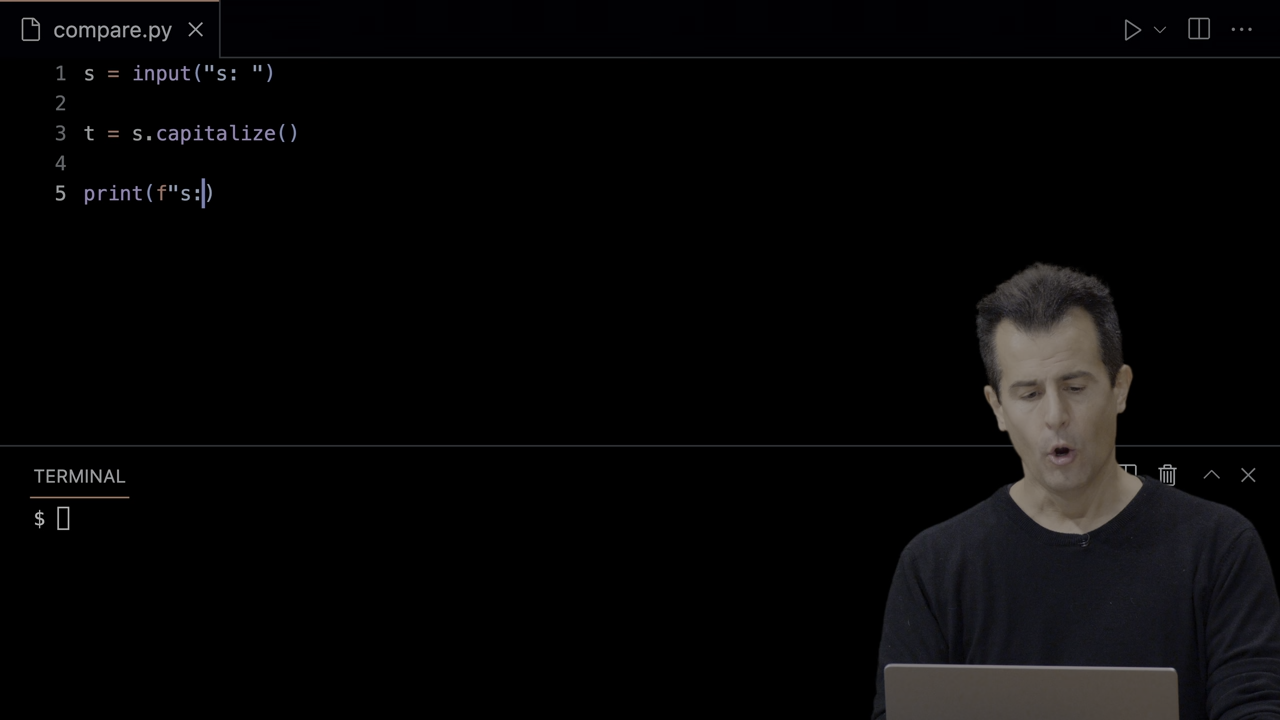 compare.py
1 s = input("s: ")
2
3 t = s.capitalize()
4
5 print(f"s:)
TERMINAL
$